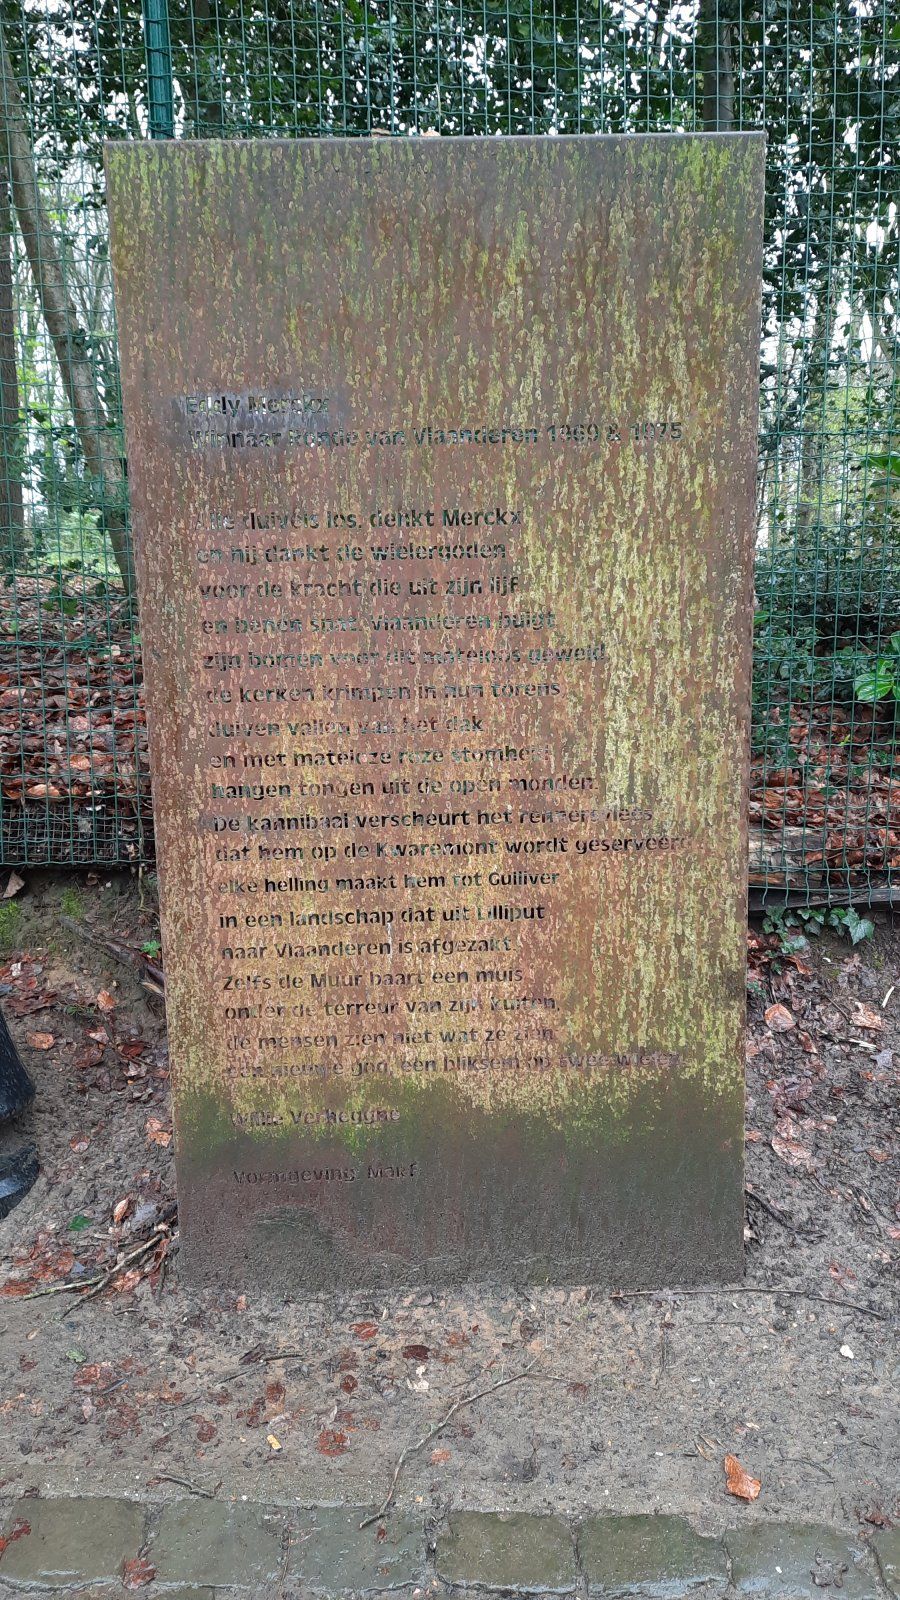 Eddy Merckx
Winnaar Ronde van Vlaanderen 1969 & 1975
Alle duivels los, denkt Merckx
en hij dankt de wielergoden
voor de kracht die uit zijn lijf
en benen spat. Vlaanderen buigt
zijn bomen voor dit mateloos geweld,
de kerken krimpen in hun torens,
duiven vallen van het dak
en met mateloze roze stomheid
hangen tongen uit de open monden.
De kannibaal verscheurt het rennersvlees
dat hem op de Kwaremont wordt geserveerd
elke helling maakt hem tot Gulliver
in een landschap dat uit Lilliput
naar Vlaanderen is afgezakt.
Zelfs de Muur baart een muis
onder de terreur van zijn kuiten,
de mensen zien niet wat ze zien
een nieuwe god, een bliksem op twee wielen.
Willie Verhegghe
Vormgeving